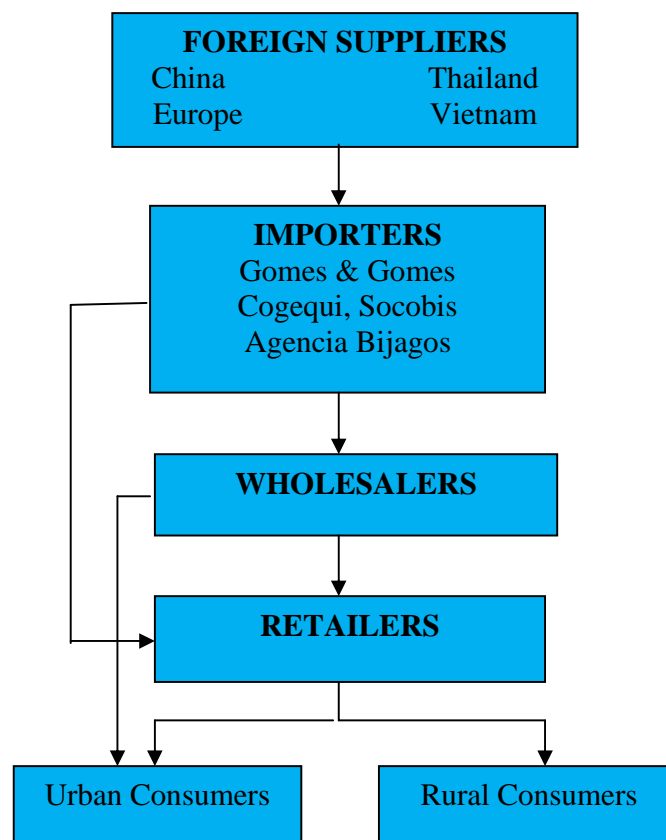 FOREIGN SUPPLIERS
China Thailand
Europe Vietnam
IMPORTERS
Gomes & Gomes
Cogequi, Socobis
Agencia Bijagos
WHOLESALERS
RETAILERS
Urban Consumers
Rural Consumers